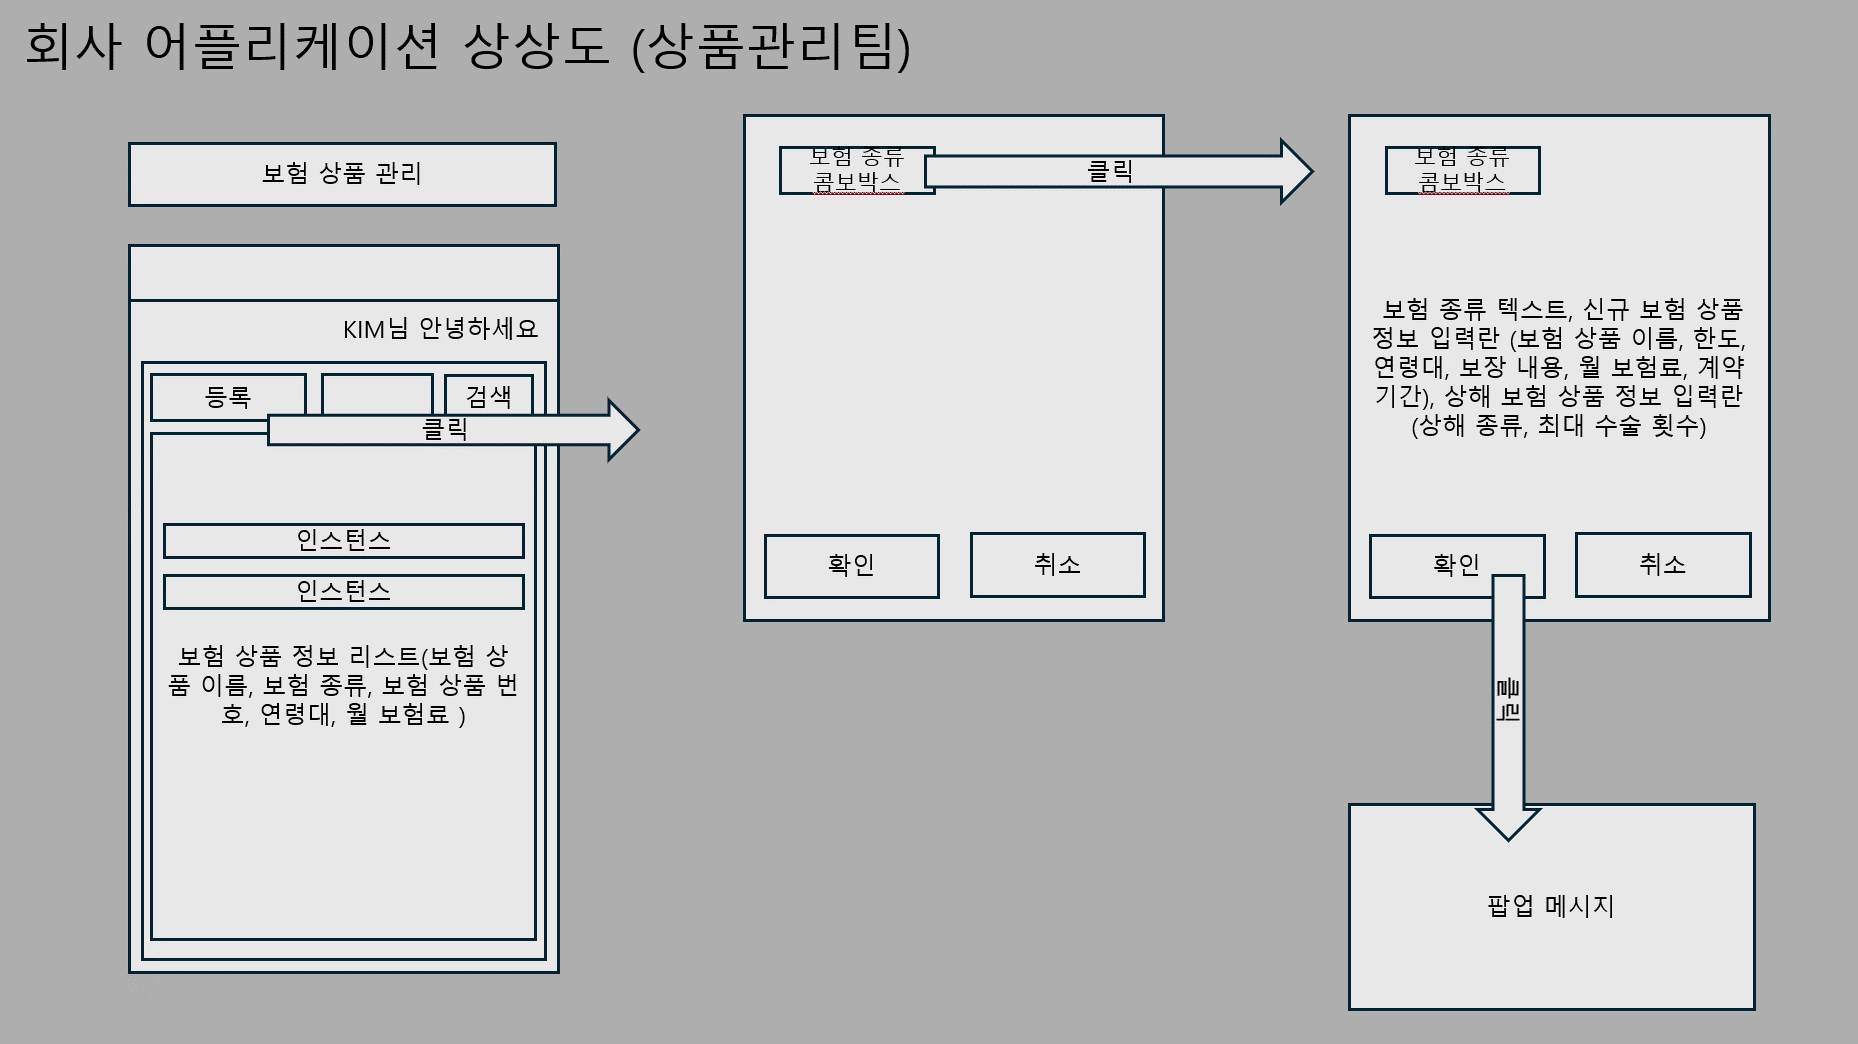 회사 어플리케이션 상상도 (상품관리팀)
보험 상품 관리
KIM님 안녕하세요
등록
검색
클릭
인스턴스
인스턴스
보험 상품 정보 리스트(보험 상
품 이름, 보험 종류, 보험 상품 번
호, 연령대, 월 보험료 )
보험 종류
콤보박스
클릭
확인
취소
보험 종류
콤보박스
보험 종류 텍스트, 신규 보험 상품
정보 입력란 (보험 상품 이름, 한도,
연령대, 보장 내용, 월 보험료, 계약
기간), 상해 보험 상품 정보 입력란
(상해 종류, 최대 수술 횟수)
확인
취소
클릭
팝업 메시지